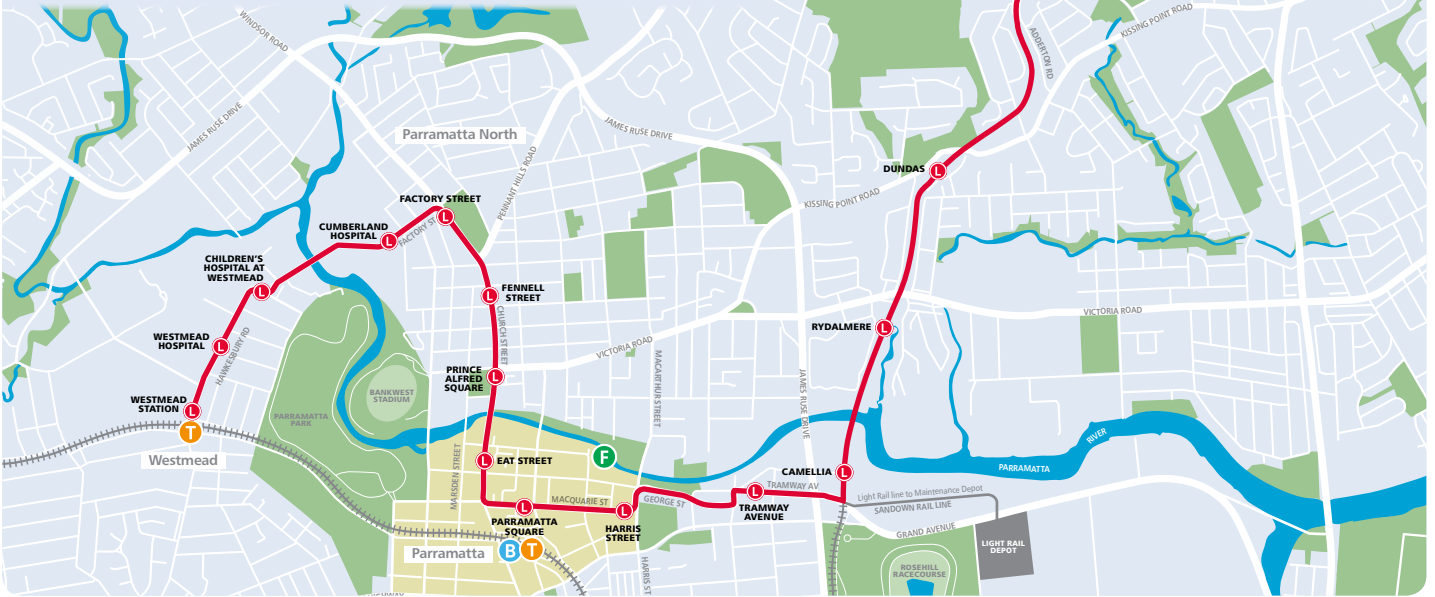 WINDSOR ROAD
ADDERTON RD
KISSING POINT ROAD
JAMES RUSE DRIVE
Parramatta North
JAMES RUSE DRIVE
PENNANT HILLS ROAD
DUNDAS
L
KISSING POINT ROAD
FACTORY STREET
L
CUMBERLAND
HOSPITAL
L
FACTORY ST
CHILDREN'S
HOSPITAL AT
WESTMEAD
L
FENNELL
STREET
L
CHURCH STREET
VICTORIA ROAD
RYDALMERE
L
WESTMEAD
HOSPITAL
L
HAWKESBURY RD
VICTORIA ROAD
MACARTHUR STREET
JAMES RUSE DRIVE
PRINCE
ALFRED
SQUARE
L
BANKWEST
STADIUM
WESTMEAD
STATION
L
T
PARRAMATTA
PARK
Westmead
MARSDEN STREET
L
EAT STREET
F
RIVER
PARRAMATTA
CAMELLIA
L
TRAMWAY AV
L
TRAMWAY
AVENUE
Light Rail line to Maintenance Depot
SANDOWN RAIL LINE
MACQUARIE ST
GEORGE ST
L
PARRAMATTA
SQUARE
L
HARRIS
STREET
GRAND AVENUE
Parramatta
B
T
LIGHT RAIL
DEPOT
HARRIS ST
ROSEHILL
RACECOURSE
HIGHWAY